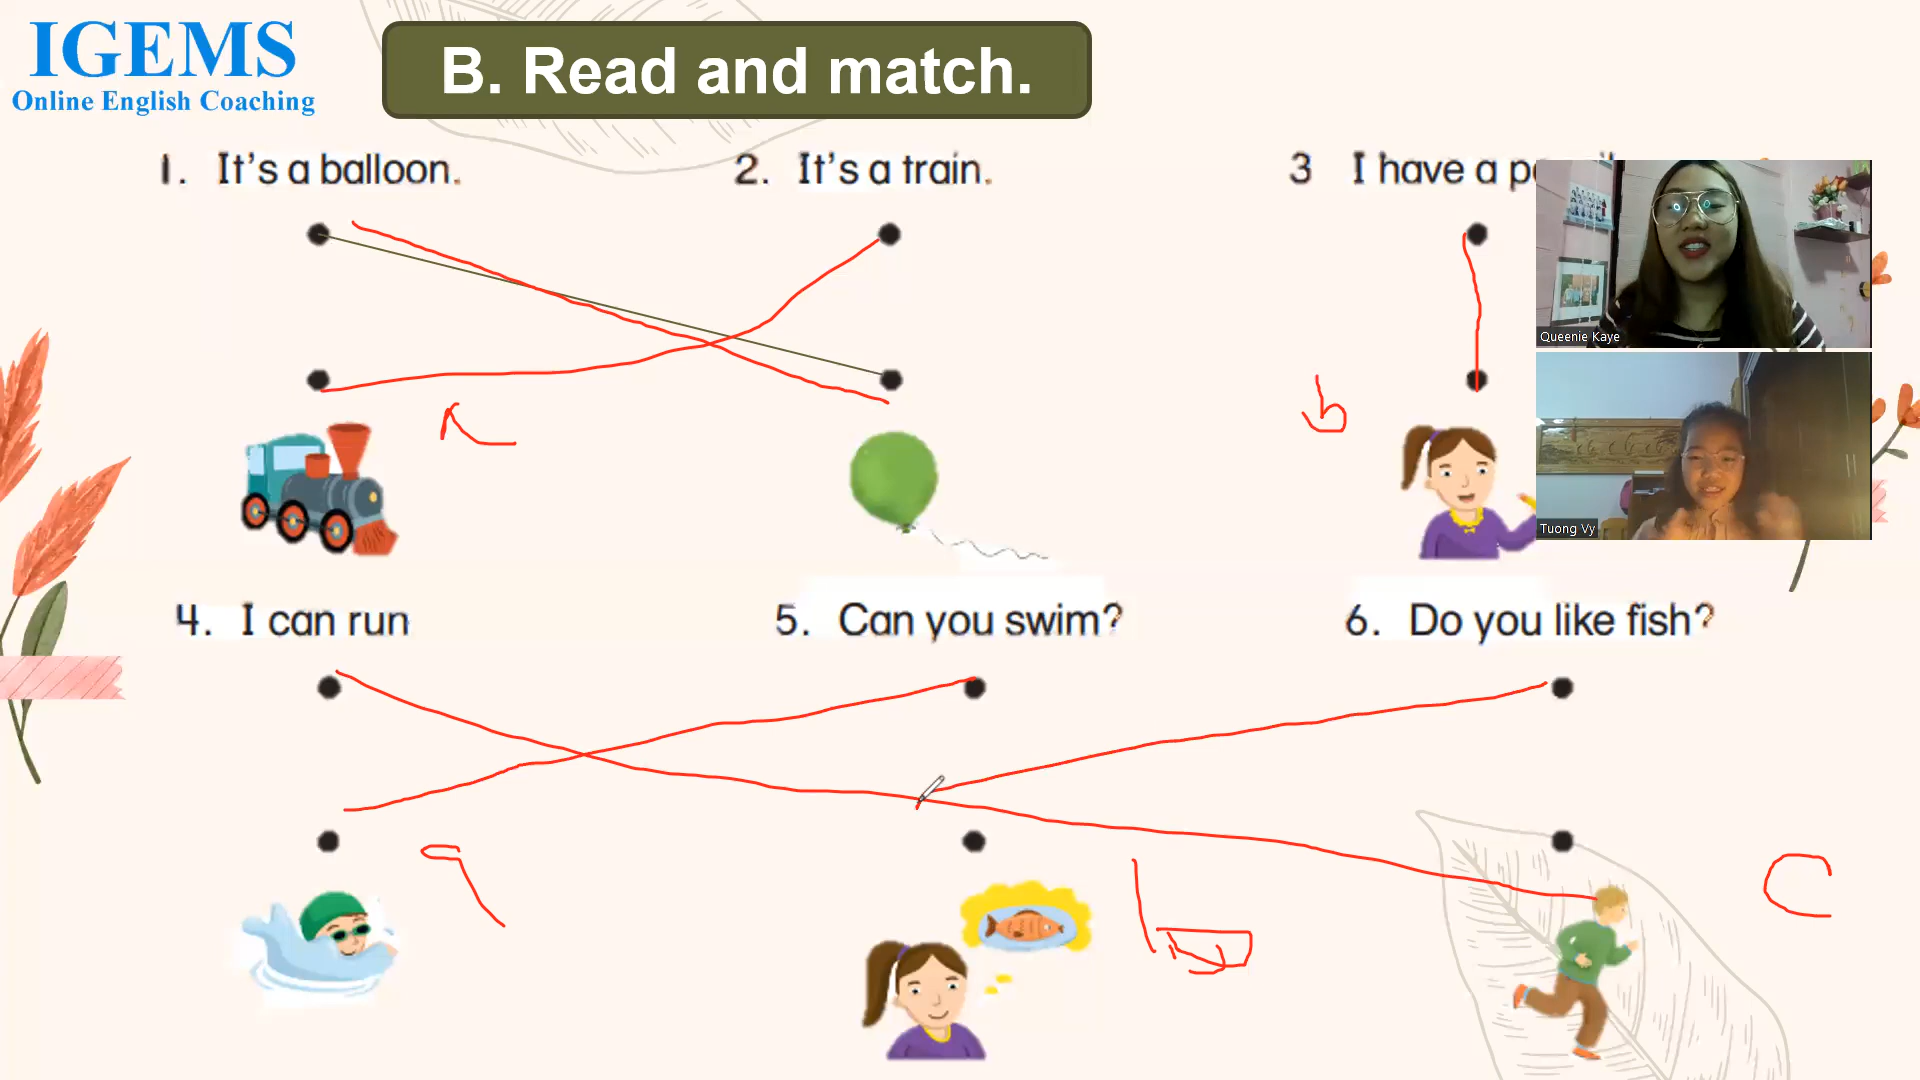 IGEMS
Online English Coaching
B. Read and match.
1. It's a balloon.
2. It's a train.
3 I have a
4. I can run
5. Can you swim?
6. Do you like fish?
b
b
C
Queenie Kaye
Tuong Vy